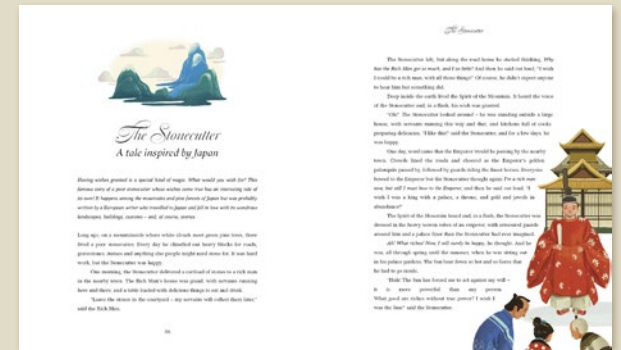 The Stonecutter
A tale inspired by Japan
Having wishes granted is a special kind of magic. What would you wish for? This
famous story of a poor stonecutter whose wishes come true has an interesting tale of
its own! It happens among the mountains and pine forests of Japan but was probably
written by a European writer who travelled to Japan and fell in love with its wondrous
landscapes, buildings, customs – and, of course, stories.
Long ago, on a mountainside where white clouds meet green pine trees, there
lived a poor stonecutter. Every day he chiselled out heavy blocks for roads,
gravestones, statues and anything else people might need stone for. It was hard
work, but the Stonecutter was happy.
One morning, the Stonecutter delivered a cartload of stones to a rich man
in the nearby town. The Rich Man's home was grand, with servants running
here and there, and a table loaded with delicious things to eat and drink.
"Leave the stones in the courtyard – my servants will collect them later,"
said the Rich Man.
The Stonecutter
The Stonecutter left, but along the road home he started thinking, Why
has the Rich Man got so much, and I so little? And then he said out loud, "I wish
I could be a rich man, with all those things!" Of course, he didn't expect anyone
to hear him but something did.
Deep inside the earth lived the Spirit of the Mountain. It heard the voice
of the Stonecutter and, in a flash, his wish was granted.
"Oh!" The Stonecutter looked around – he was standing outside a large
house, with servants running this way and that, and kitchens full of cooks
preparing delicacies. "I like this!" said the Stonecutter, and for a few days, he
was happy.
One day, word came that the Emperor would be passing by the nearby
town. Crowds lined the roads and cheered as the Emperor's golden
palanquin passed by, followed by guards riding the finest horses. Everyone
bowed to the Emperor but the Stonecutter thought again. I'm a rich man
now, but still I must bow to the Emperor, and then he said out loud, "I
wish I was a king with a palace, a throne, and gold and jewels in
abundance!"
The Spirit of the Mountain heard and, in a flash, the Stonecutter was
dressed in the heavy woven robes of an emperor, with armoured guards
around him and a palace finer than the Stonecutter had ever imagined.
Ah! What riches! Now, I will surely be happy, he thought. And he
was, all through spring until the summer, when he was sitting out
in his palace gardens. The Sun beat down so hot and so fierce that
he had to go inside.
"Hah! The Sun has forced me to act against my will –
it is more powerful than any person.
What good are riches without true power? I wish I
was the Sun!" said the Stonecutter.